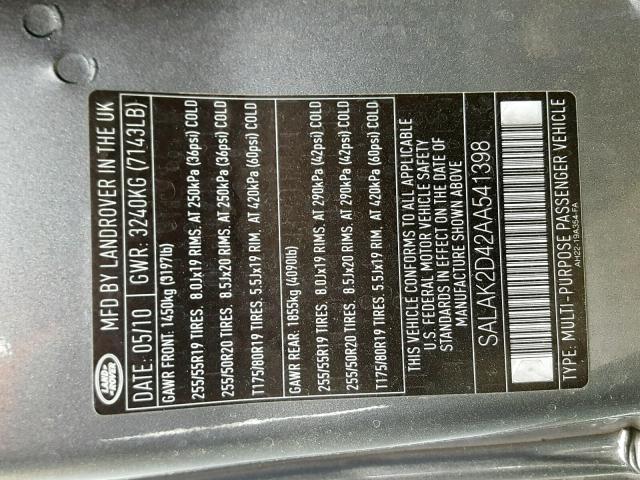 LAND ROVER
MFD BY LANDROVER IN THE UK
DATE: 05/10 GWR: 3240KG (7143LB)
GAWR FRONT: 1450kg (3197lb)
255/55R19 TIRES, 8.0Jx19 RIMS, AT 250kPa (36psi) COLD
255/50R20 TIRES, 8.5Jx20 RIMS, AT 250kPa (36psi) COLD
T175/80R19 TIRES, 5.5Jx19 RIM, AT 420kPa (60psi) COLD
GAWR REAR: 1855kg (4090lb)
255/55R19 TIRES, 8.0Jx19 RIMS, AT 290kPa (42psi) COLD
255/50R20 TIRES, 8.5Jx20 RIMS, AT 290kPa (42psi) COLD
T175/80R19 TIRES, 5.5Jx19 RIM, AT 420kPa (60psi) COLD
THIS VEHICLE CONFORMS TO ALL APPLICABLE
U.S. FEDERAL MOTOR VEHICLE SAFETY
STANDARDS IN EFFECT ON THE DATE OF
MANUFACTURE SHOWN ABOVE
SALAK2D42AA541398
AH22-19A354-FA
TYPE: MULTI-PURPOSE PASSENGER VEHICLE